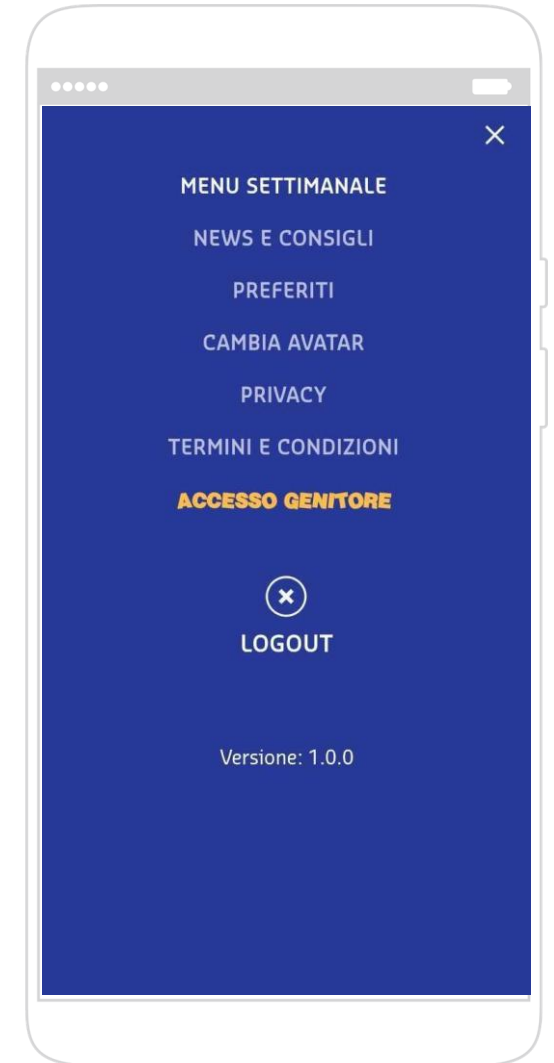 MENU SETTIMANALE
NEWS E CONSIGLI
PREFERITI
CAMBIA AVATAR
PRIVACY
TERMINI E CONDIZIONI
ACCESSO GENITORE
LOGOUT
Versione: 1.0.0